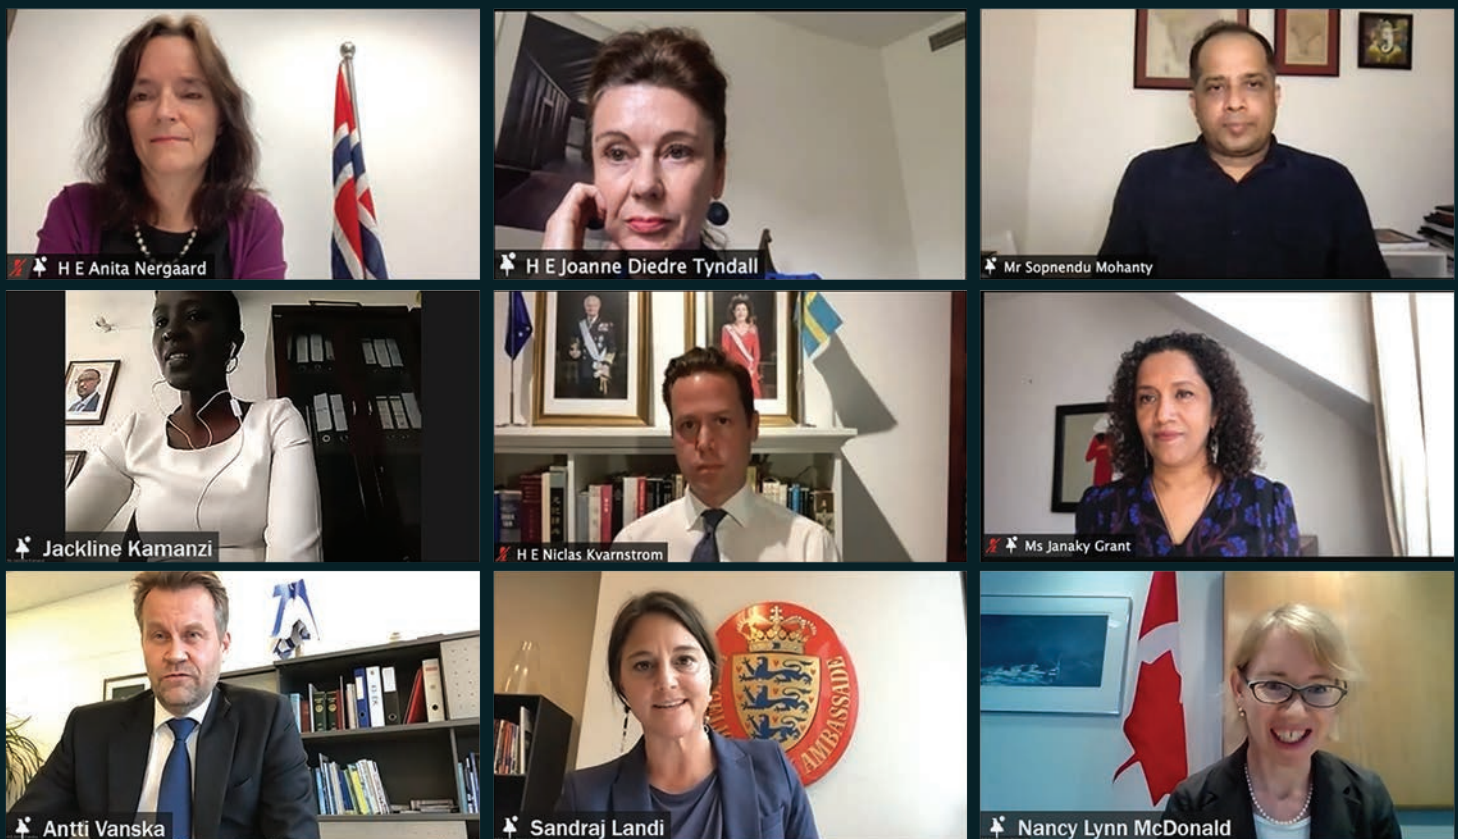 H E Anita Nergaard
H E Joanne Diedre Tyndall
Mr Sopnendu Mohanty
Jackline Kamanzi
H E Niclas Kvarnstrom
Ms Janaky Grant
Antti Vanska
Sandraj Landi
AMBASSADE
Nancy Lynn McDonald